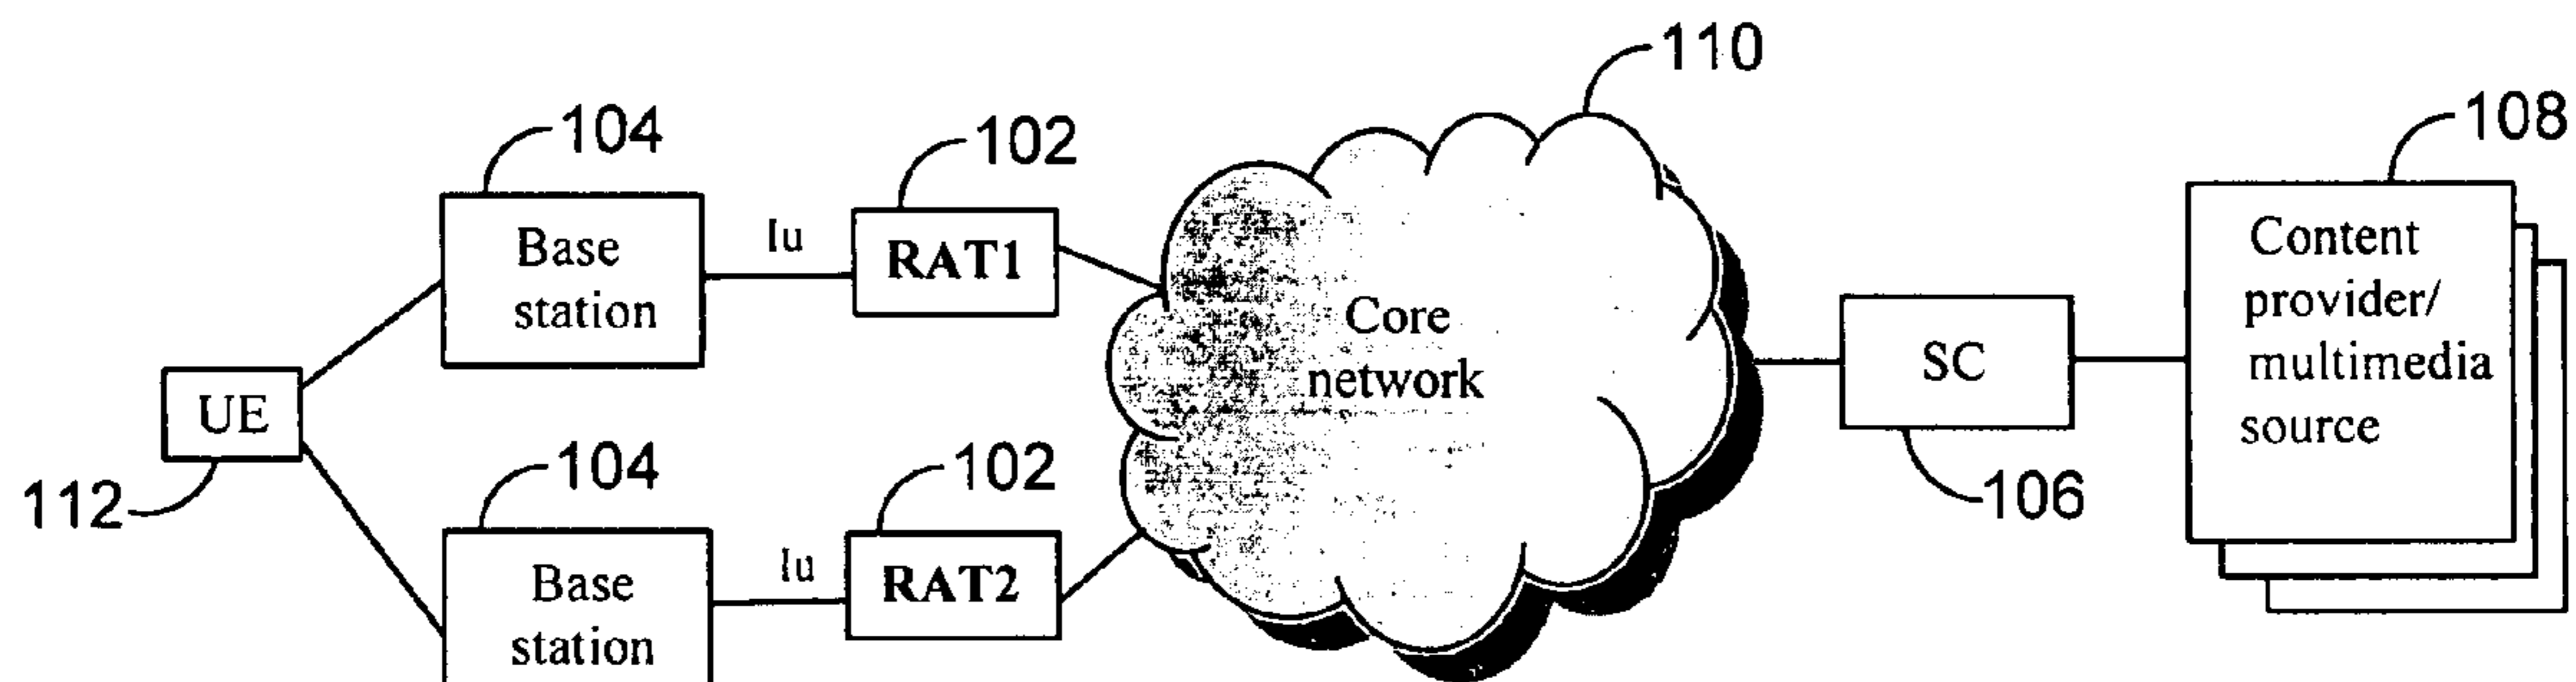 110
104
102
108
Base
station
Iu
RAT1
Content
provider/
multimedia
source
Core
network
SC
UE
112
104
102
106
Base
station
Iu
RAT2